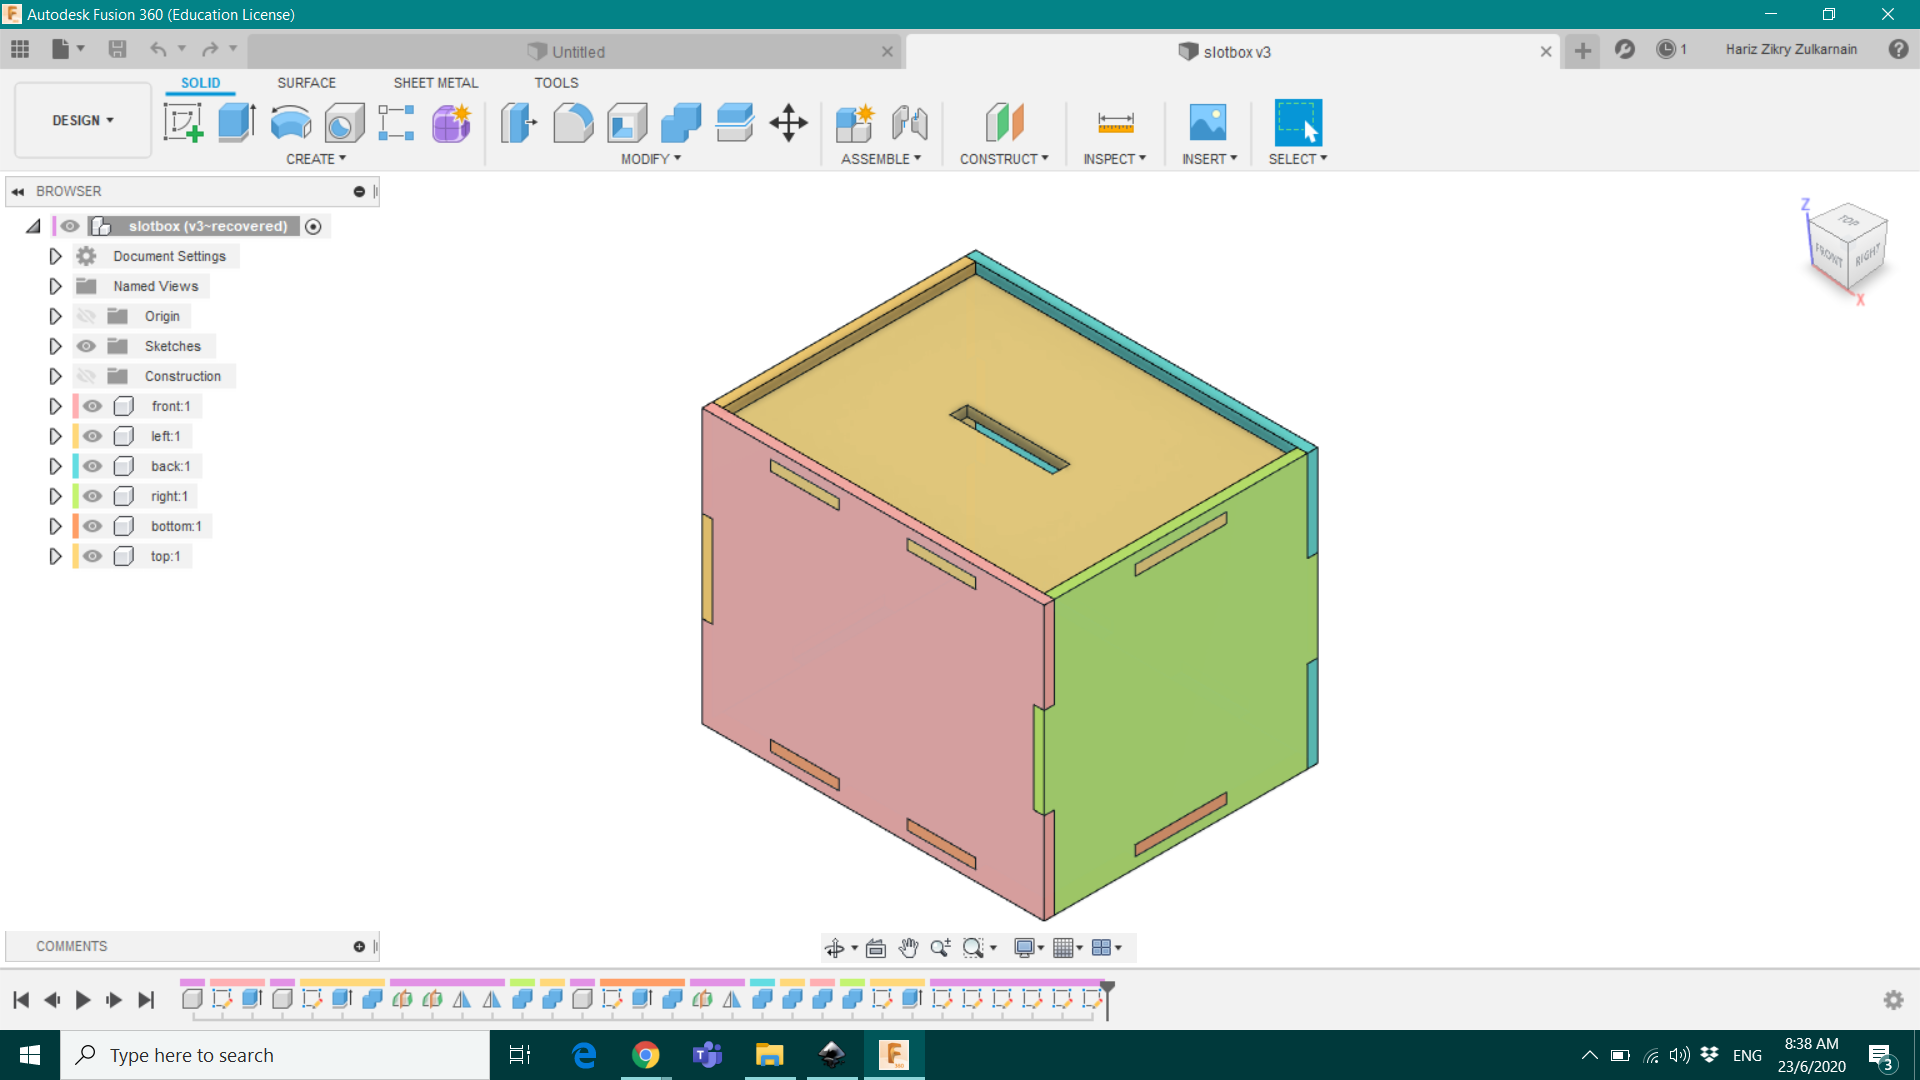 Autodesk Fusion 360 (Education License)
Untitled
slotbox v3
1
Hariz Zikry Zulkarnain
DESIGN
SOLID
SURFACE
SHEET METAL
TOOLS
CREATE
MODIFY
ASSEMBLE
CONSTRUCT
INSPECT
INSERT
SELECT
BROWSER
slotbox (v3~recovered)
Document Settings
Named Views
Origin
Sketches
Construction
front:1
left:1
back:1
right:1
bottom:1
top:1
Z
TOP
FRONT
RIGHT
X
COMMENTS
Type here to search
ENG
8:38 AM
23/6/2020
3